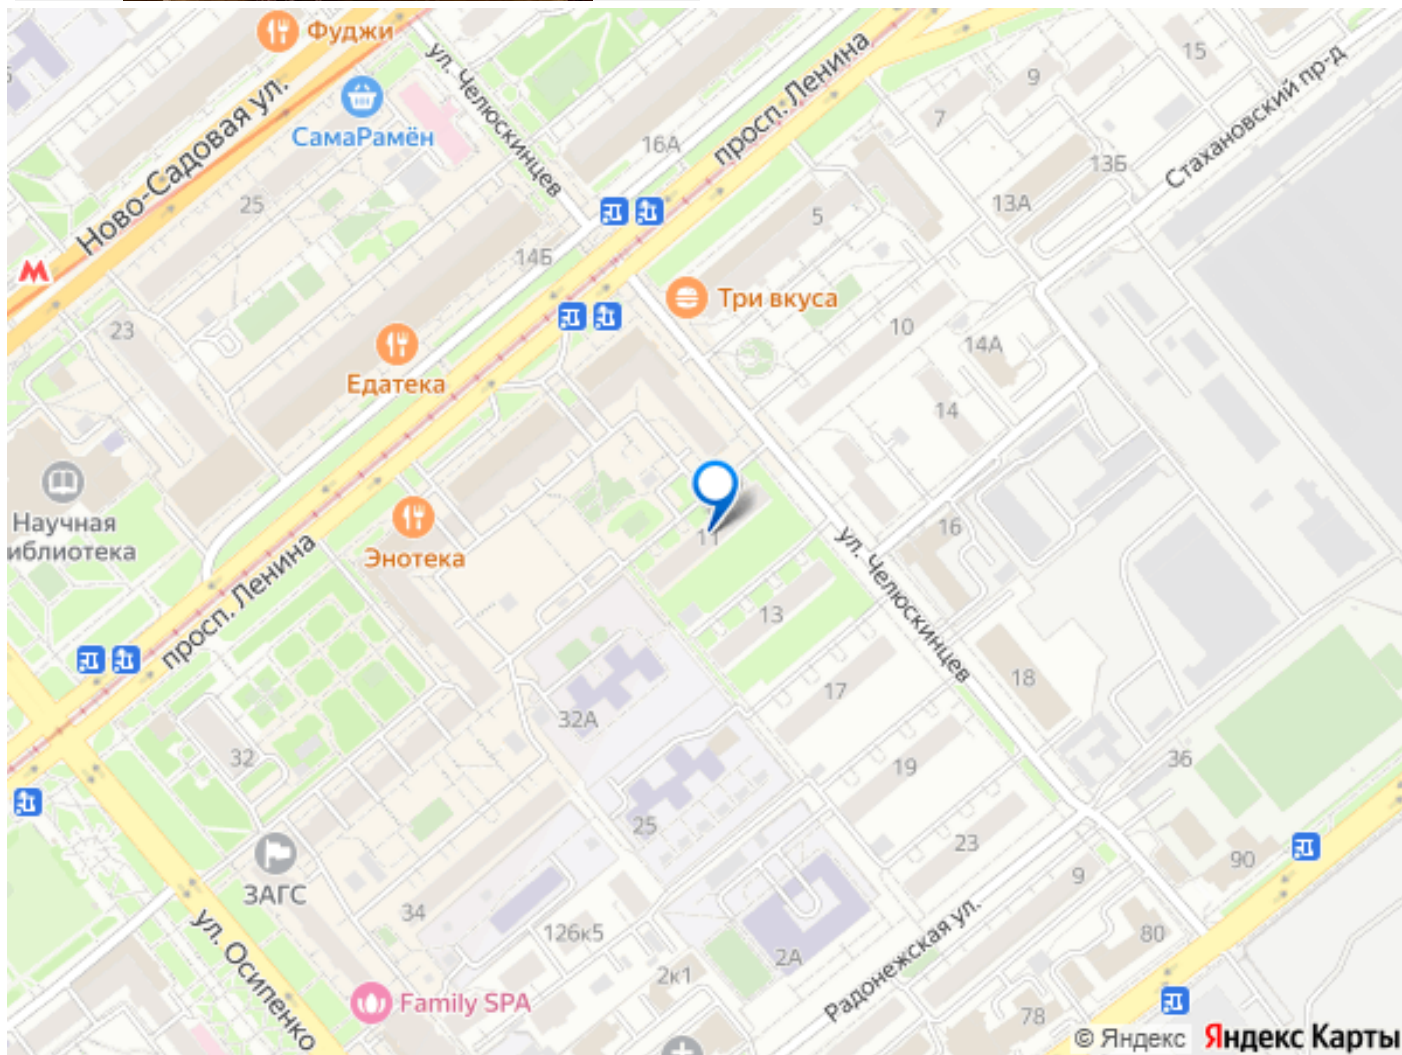 Фуджи
ул. Челюскинцев
просп. Ленина
15
9
Стахановский пр-д
СамаРамён
Ново-Садовая ул.
7
16А
13Б
25
5
13А
14Б
Три вкуса
23
10
14А
Едатека
14
Научная
иблиотека
Энотека
11
16
ул. Челюскинцев
просп. Ленина
13
18
17
32А
32
19
36
25
23
90
ЗАГС
9
34
126к5
ул. Осипенко
Радонежская ул.
80
2А
2к1
Family SPA
78
© Яндекс
Яндекс Карты